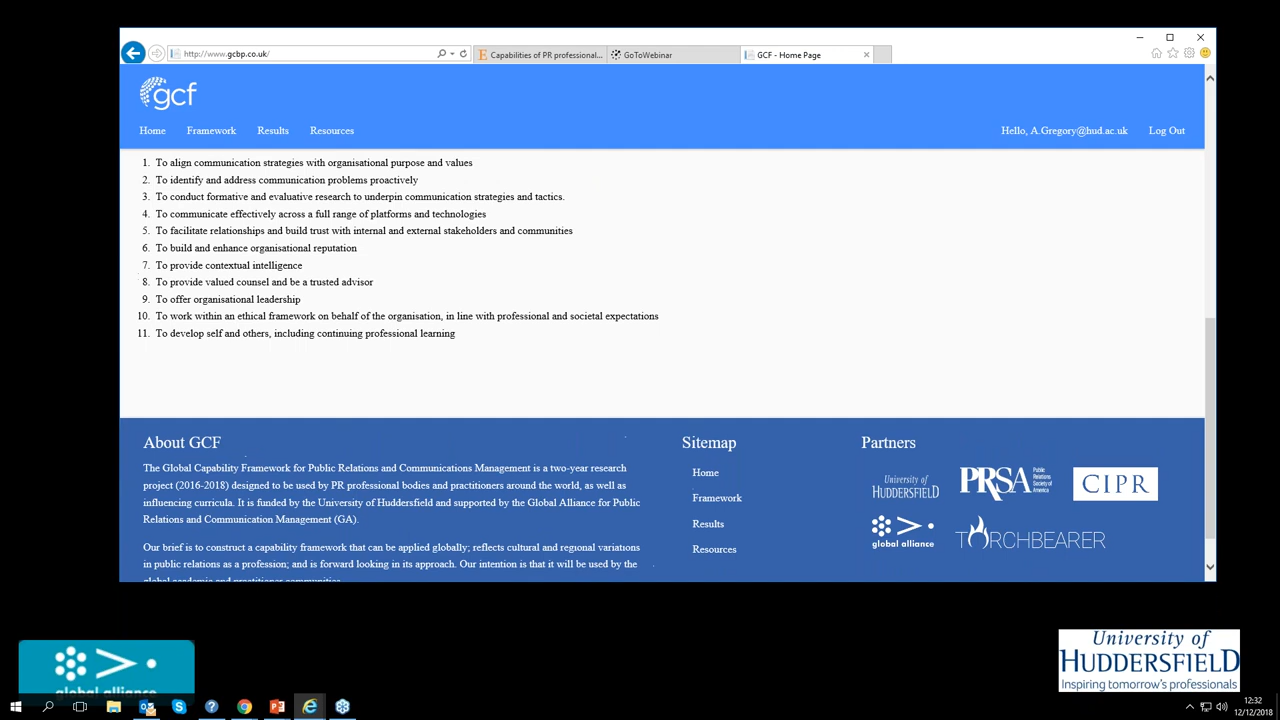 http://www.gcbp.co.uk/
Capabilities of PR professional...
GoToWebinar
GCF - Home Page
gcf
Home Framework Results Resources
Hello, A.Gregory@hud.ac.uk Log Out
1. To align communication strategies with organisational purpose and values
2. To identify and address communication problems proactively
3. To conduct formative and evaluative research to underpin communication strategies and tactics.
4. To communicate effectively across a full range of platforms and technologies
5. To facilitate relationships and build trust with internal and external stakeholders and communities
6. To build and enhance organisational reputation
7. To provide contextual intelligence
8. To provide valued counsel and be a trusted advisor
9. To offer organisational leadership
10. To work within an ethical framework on behalf of the organisation, in line with professional and societal expectations
11. To develop self and others, including continuing professional learning
About GCF
The Global Capability Framework for Public Relations and Communications Management is a two-year research
project (2016-2018) designed to be used by PR professional bodies and practitioners around the world, as well as
influencing curricula. It is funded by the University of Huddersfield and supported by the Global Alliance for Public
Relations and Communication Management (GA).
Our brief is to construct a capability framework that can be applied globally; reflects cultural and regional variations
in public relations as a profession; and is forward looking in its approach. Our intention is that it will be used by the
global academic and practitioner communities.
Sitemap
Home
Framework
Results
Resources
Partners
University of
HUDDERSFIELD
PRSA
Public
Relations
Society of
America
CIPR
global alliance
TORCHBEARER
global alliance
University of
HUDDERSFIELD
Inspiring tomorrow's professionals
12:32
12/12/2018